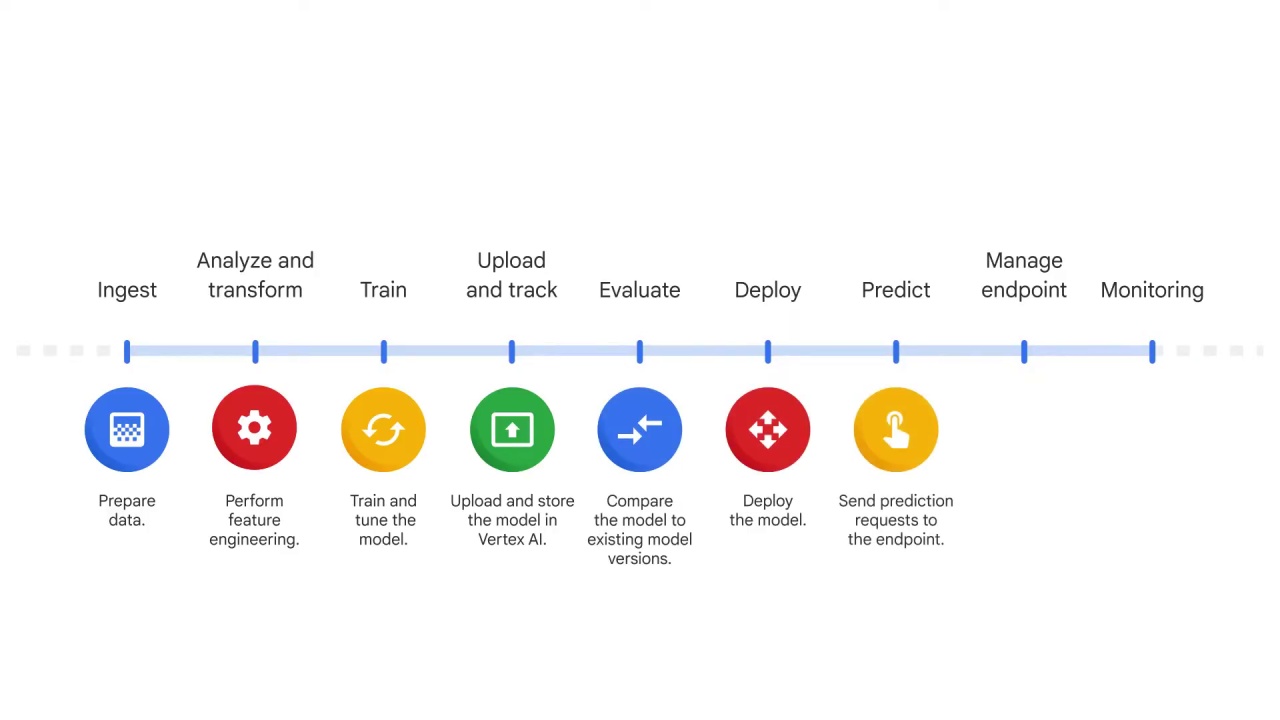 Ingest
Analyze and
transform
Train
Upload
and track
Evaluate
Deploy
Predict
Manage
endpoint
Monitoring
Prepare
data.
Perform
feature
engineering.
Train and
tune the
model.
Upload and store
the model in
Vertex AI.
Compare
the model to
existing model
versions.
Deploy
the model.
Send prediction
requests to
the endpoint.